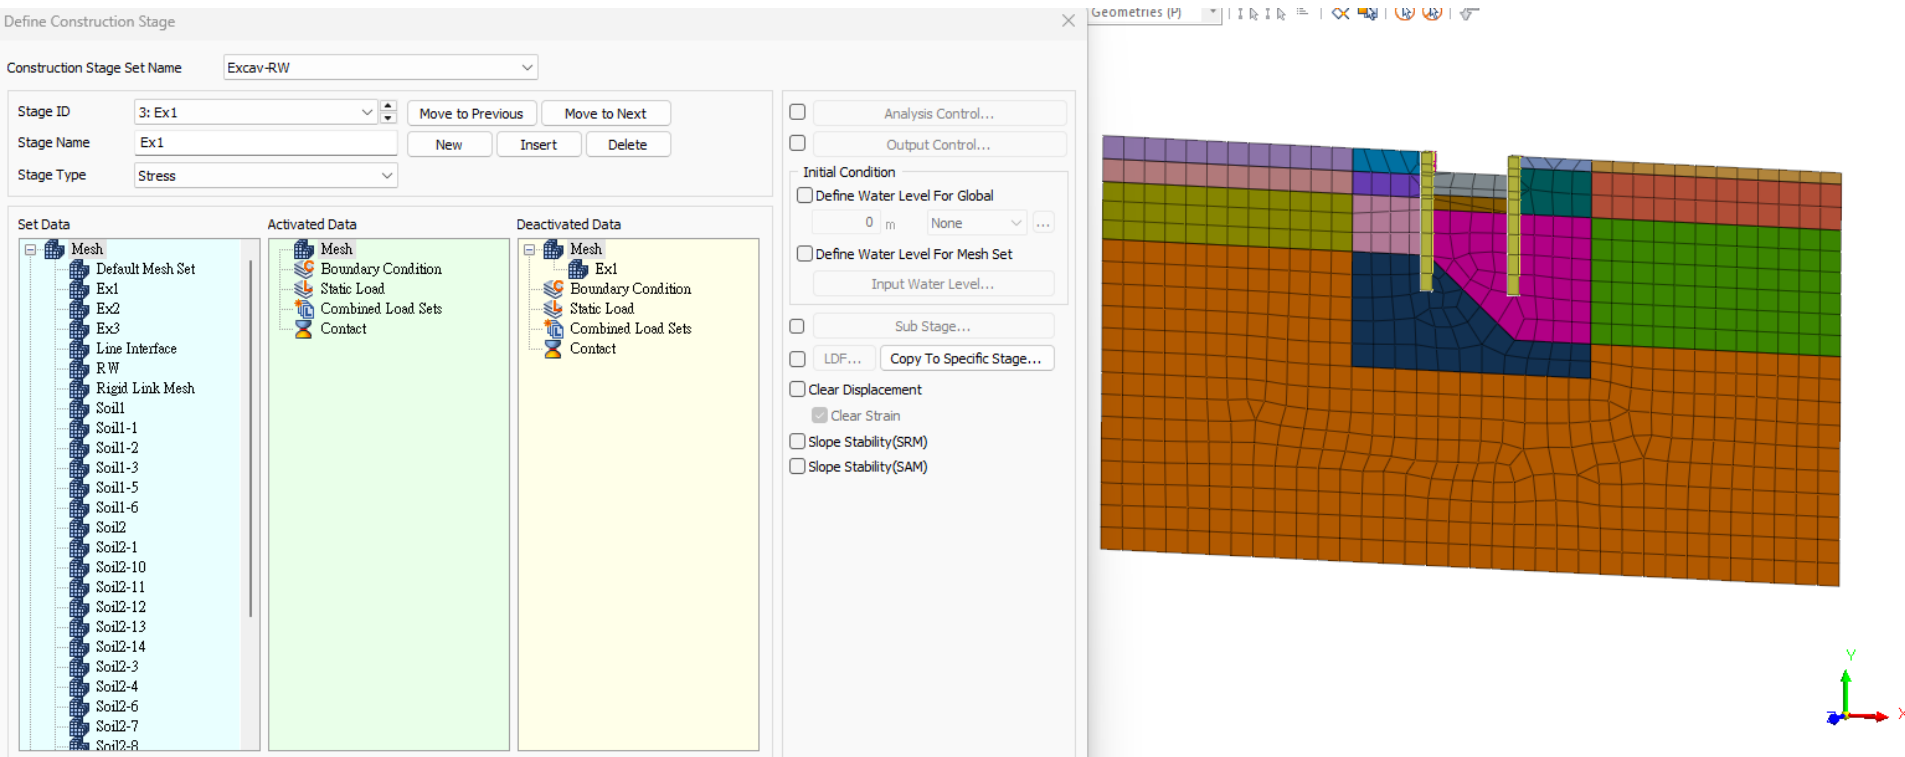 Define Construction Stage
Geometries (P)
Construction Stage Set Name
Excav-RW
Stage ID
3: Ex1
Move to Previous
Move to Next
Stage Name
Ex1
New
Insert
Delete
Stage Type
Stress
Analysis Control...
Output Control...
Initial Condition
Define Water Level For Global
0 m
None
...
Define Water Level For Mesh Set
Input Water Level...
Sub Stage...
LDF...
Copy To Specific Stage...
Clear Displacement
Clear Strain
Slope Stability(SRM)
Slope Stability(SAM)
Set Data
Mesh
Default Mesh Set
Ex1
Ex2
Ex3
Line Interface
RW
Rigid Link Mesh
Soil1
Soil1-1
Soil1-2
Soil1-3
Soil1-5
Soil1-6
Soil2
Soil2-1
Soil2-10
Soil2-11
Soil2-12
Soil2-13
Soil2-14
Soil2-3
Soil2-4
Soil2-6
Soil2-7
Soil2-8
Activated Data
Mesh
Boundary Condition
Static Load
Combined Load Sets
Contact
Deactivated Data
Mesh
Ex1
Boundary Condition
Static Load
Combined Load Sets
Contact
Y
X